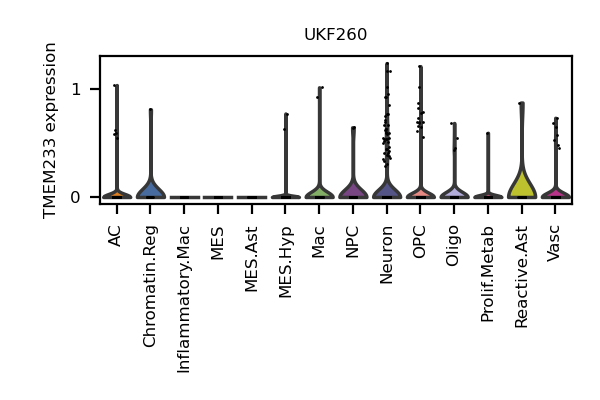 UKF260
TMEM233 expression
1
0
AC
Chromatin.Reg
Inflammatory.Mac
MES
MES.Ast
MES.Hyp
Mac
NPC
Neuron
OPC
Oligo
Prolif.Metab
Reactive.Ast
Vasc